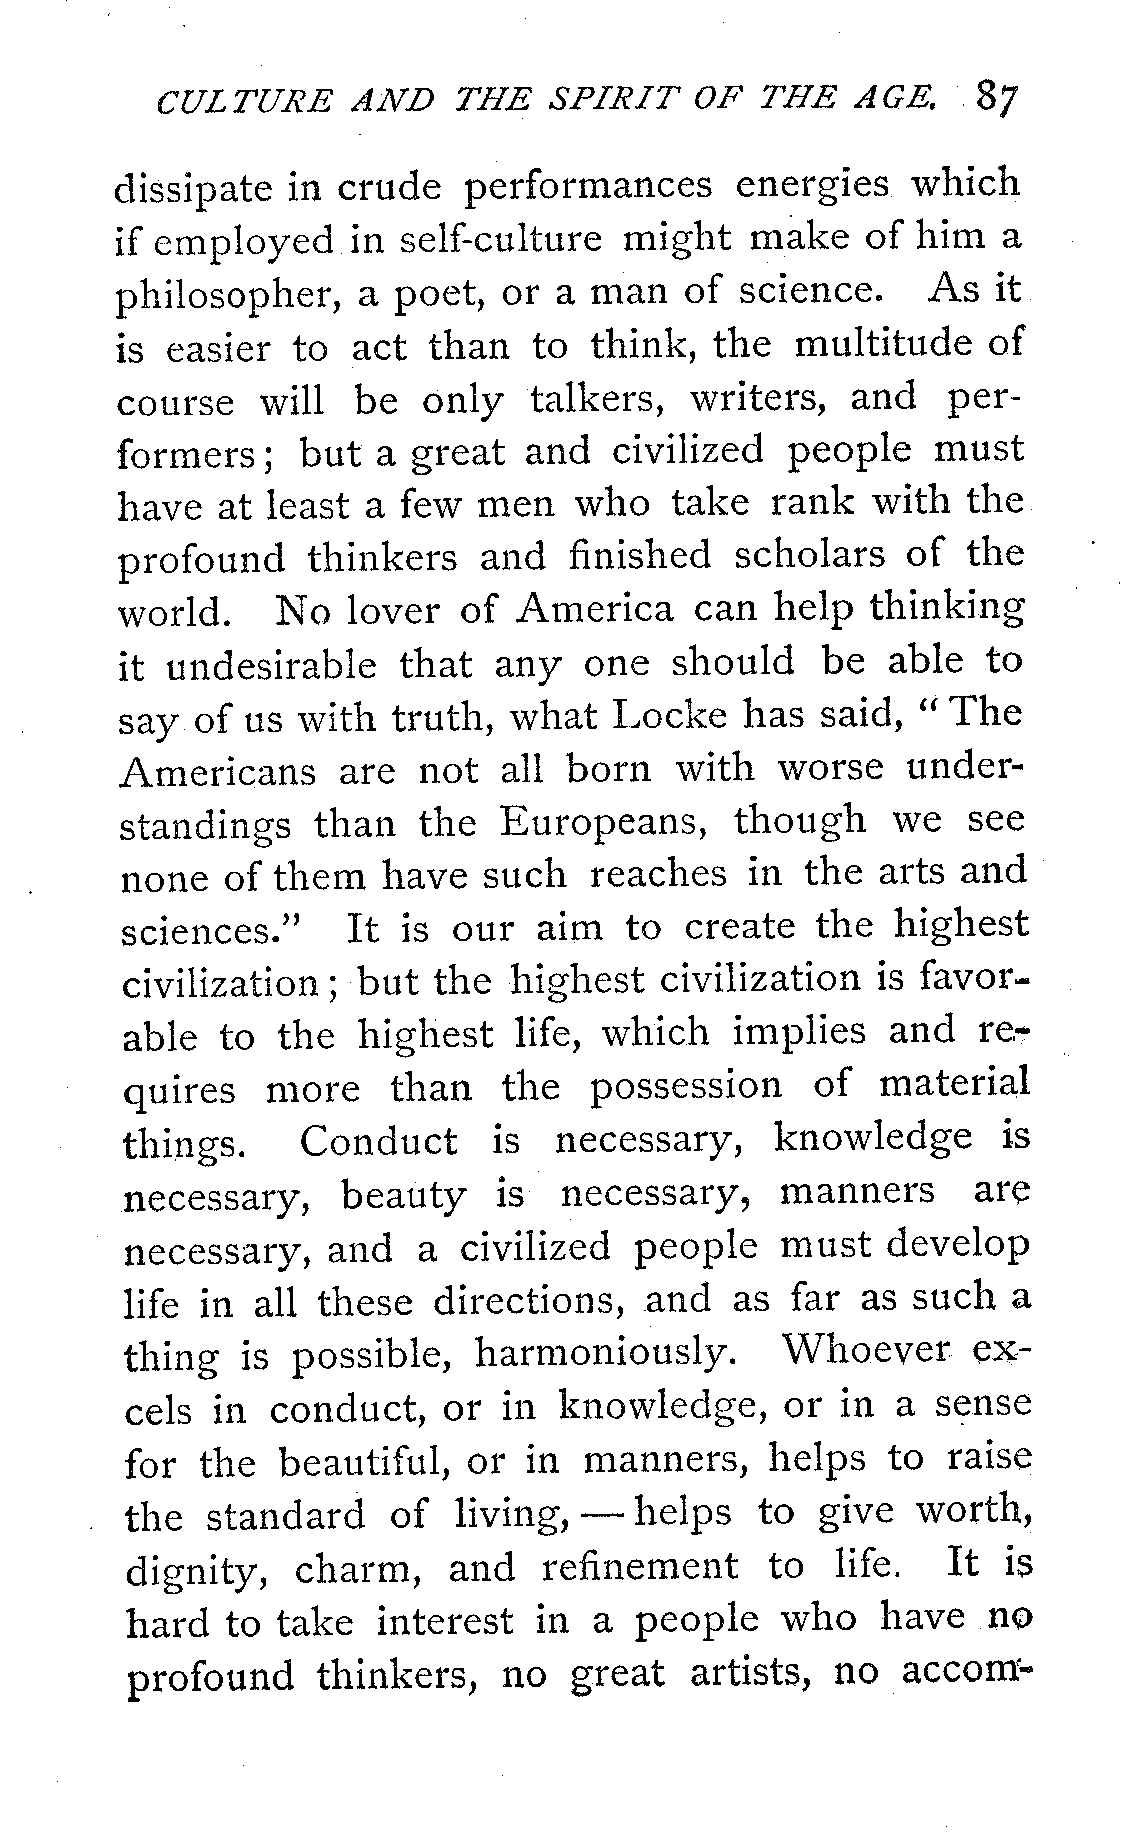 CULTURE AND THE SPIRIT OF THE AGE. 87
dissipate in crude performances energies which
if employed in self-culture might make of him a
philosopher, a poet, or a man of science. As it
is easier to act than to think, the multitude of
course will be only talkers, writers, and per-
formers; but a great and civilized people must
have at least a few men who take rank with the
profound thinkers and finished scholars of the
world. No lover of America can help thinking
it undesirable that any one should be able to
say of us with truth, what Locke has said, “The
Americans are not all born with worse under-
standings than the Europeans, though we see
none of them have such reaches in the arts and
sciences.” It is our aim to create the highest
civilization; but the highest civilization is favor-
able to the highest life, which implies and re-
quires more than the possession of material
things. Conduct is necessary, knowledge is
necessary, beauty is necessary, manners are
necessary, and a civilized people must develop
life in all these directions, and as far as such a
thing is possible, harmoniously. Whoever ex-
cels in conduct, or in knowledge, or in a sense
for the beautiful, or in manners, helps to raise
the standard of living, — helps to give worth,
dignity, charm, and refinement to life. It is
hard to take interest in a people who have no
profound thinkers, no great artists, no accom-